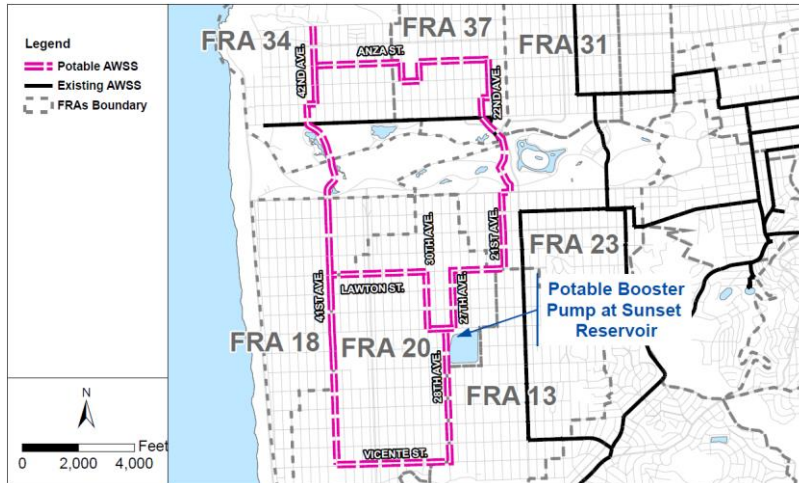 Legend
Potable AWSS
Existing AWSS
FRAs Boundary
N
Feet
0 2,000 4,000
FRA 34
FRA 37
FRA 31
ANZA ST.
42ND AVE.
22ND AVE.
30TH AVE.
21ST AVE.
FRA 23
41ST AVE.
LAWTON ST.
27TH AVE.
Potable Booster
Pump at Sunset
Reservoir
FRA 18
FRA 20
28TH AVE.
FRA 13
VICENTE ST.